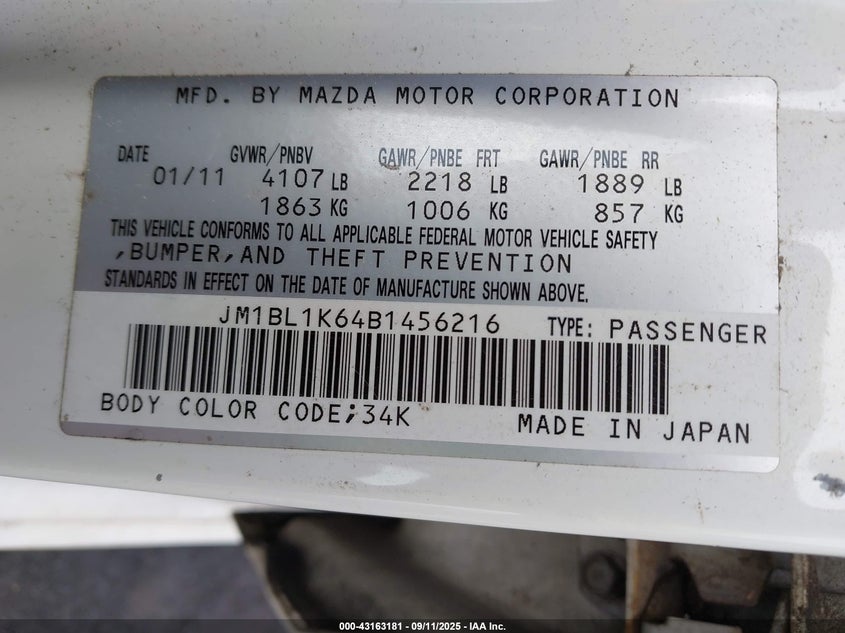 MFD. BY MAZDA MOTOR CORPORATION
DATE GVWR/PNBV GAWR/PNBE FRT GAWR/PNBE RR
01/11 4107 LB 2218 LB 1889 LB
1863 KG 1006 KG 857 KG
THIS VEHICLE CONFORMS TO ALL APPLICABLE FEDERAL MOTOR VEHICLE SAFETY
,BUMPER,AND THEFT PREVENTION
STANDARDS IN EFFECT ON THE DATE OF MANUFACTURE SHOWN ABOVE.
JM1BL1K64B1456216 TYPE: PASSENGER
BODY COLOR CODE;34K MADE IN JAPAN
000-43163181 - 09/11/2025 - IAA Inc.